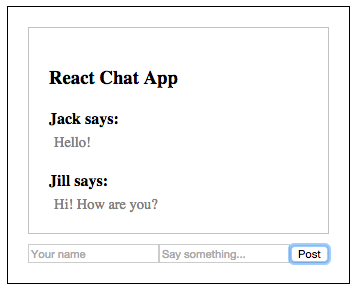 React Chat App
Jack says:
Hello!
Jill says:
Hi! How are you?
Your name Say something... Post